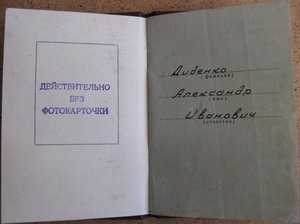 ДЕЙСТВИТЕЛЬНО
БЕЗ
ФОТОКАРТОЧКИ
Диденко
(фамилия)
Александр
(имя)
Иванович
(отчество)